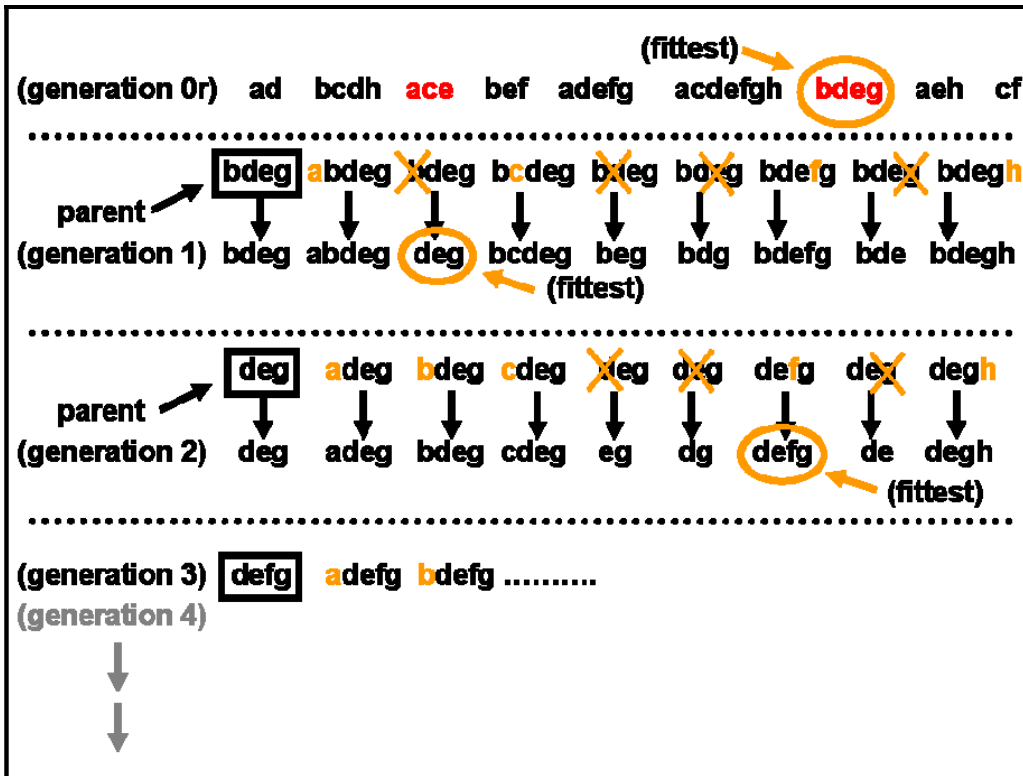 (fittest)
(generation 0r) ad bcdh ace bef adefg acdefgh bdeg aeh cf
bdeg abdeg bdeg bcdeg bdeg bdeg bdefg bdeg bdegh
parent
(generation 1) bdeg abdeg deg bcdeg beg bdg bdefg bde bdegh
(fittest)
deg adeg bdeg cdeg deg deg defg deg degh
parent
(generation 2) deg adeg bdeg cdeg eg dg defg de degh
(fittest)
(generation 3) defg adefg bdefg ..........
(generation 4)